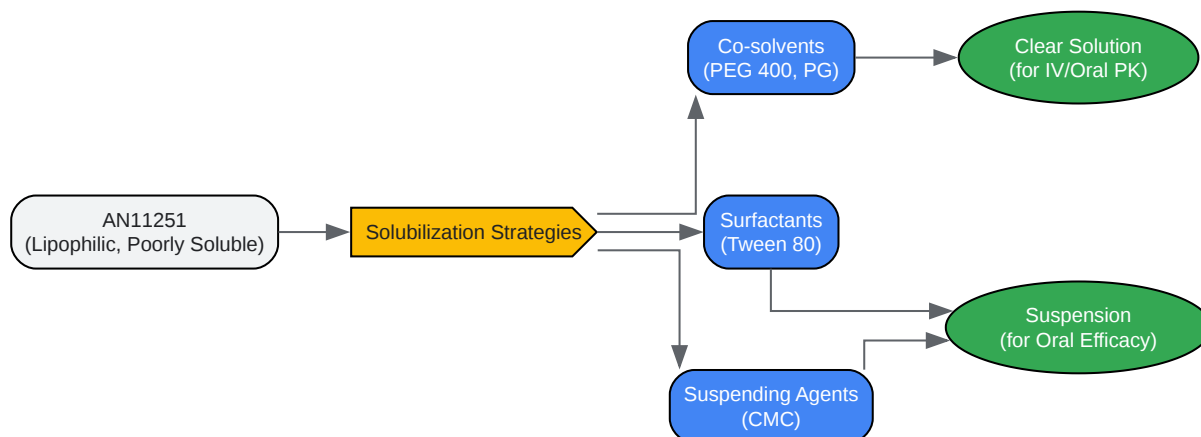 Co-solvents
(PEG 400, PG)
Clear Solution
(for IV/Oral PK)
AN11251
(Lipophilic, Poorly Soluble)
Solubilization Strategies
Surfactants
(Tween 80)
Suspension
(for Oral Efficacy)
Suspending Agents
(CMC)